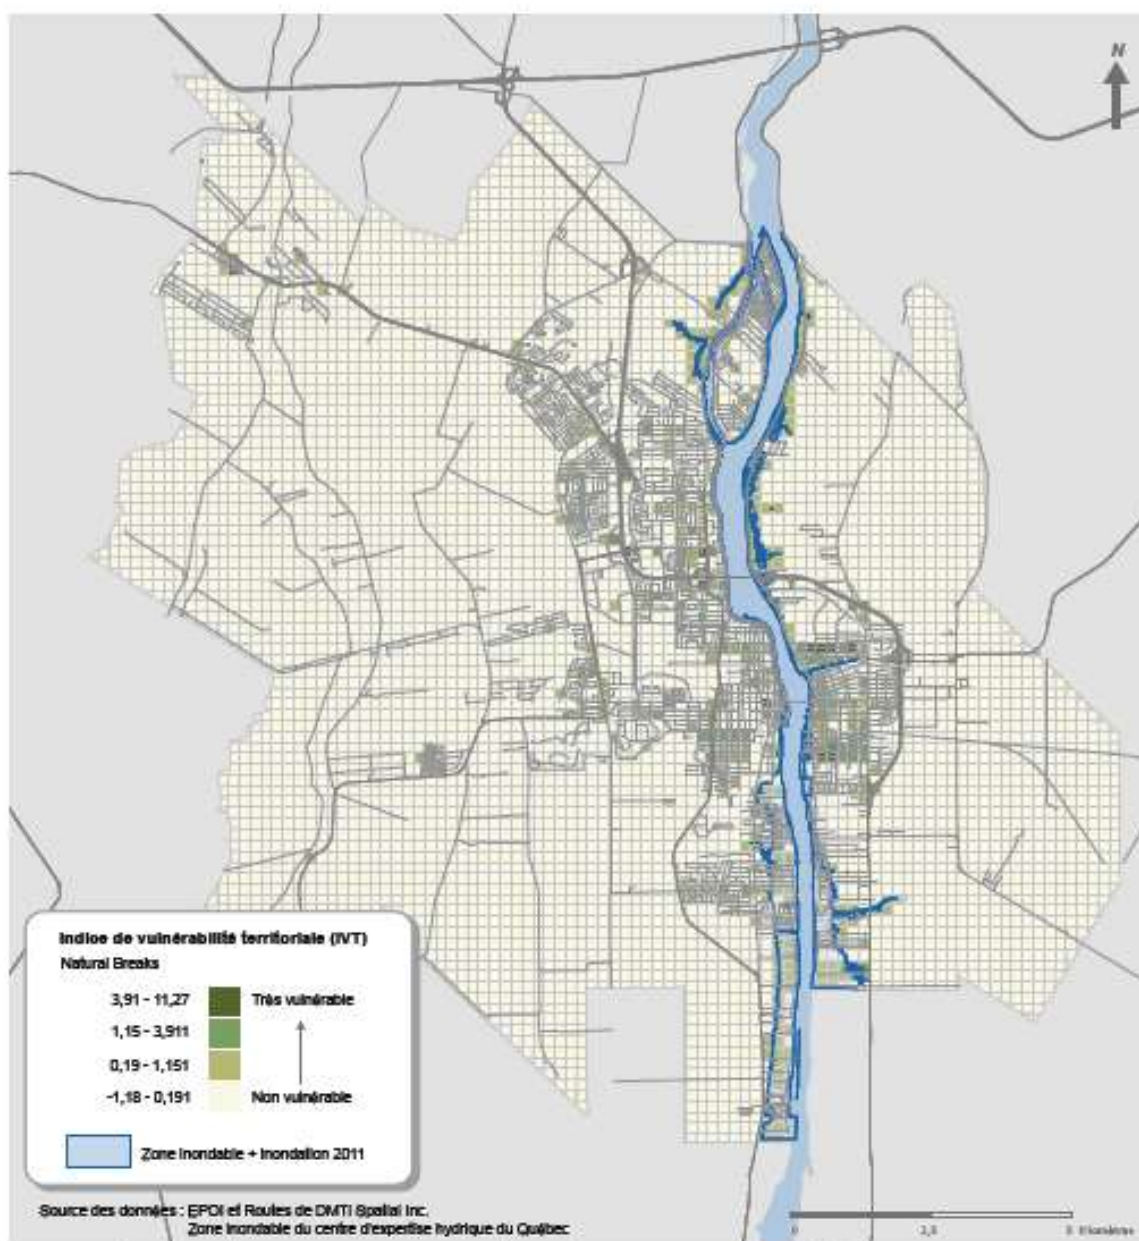 N
Indice de vulnérabilité territoriale (IVT)
Natural Breaks
3,91 - 11,27 Très vulnérable
1,15 - 3,911
0,19 - 1,151
-1,18 - 0,191 Non vulnérable
Zone inondable + Inondation 2011
Source des données : EPOI et Routes de DMTI Spatial Inc.
Zone inondable du centre d'expertise hydrique du Québec
0 2,5 5 Kilomètres